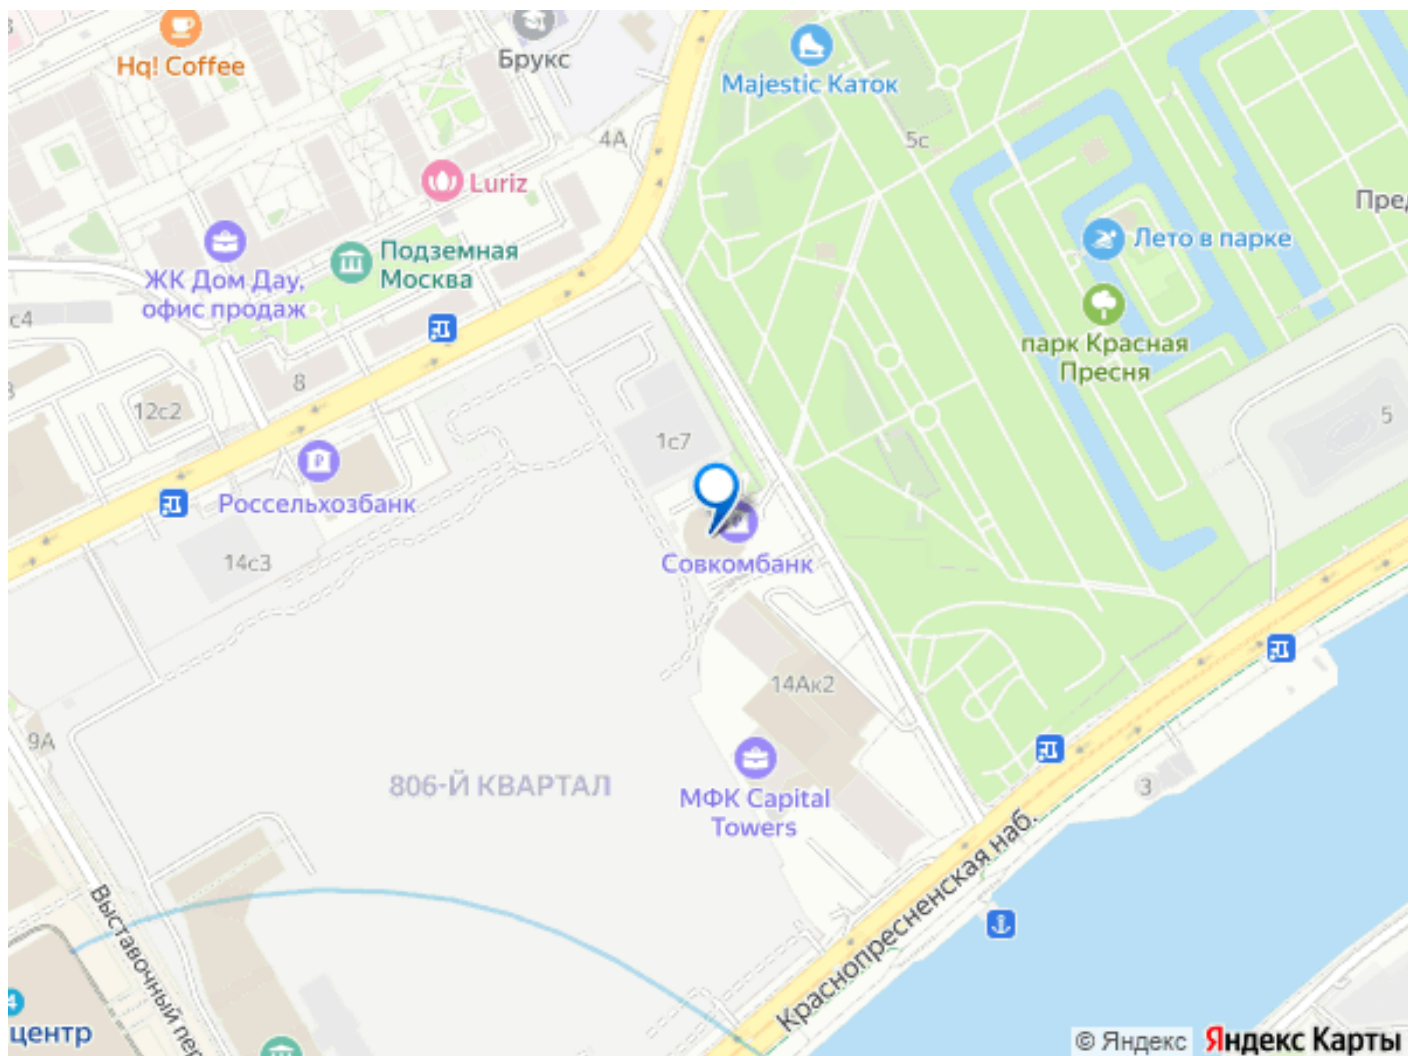 Hq! Coffee
Брукс
Majestic Каток
4А
5с
Luriz
Пред
Подземная
Москва
Лето в парке
ЖК Дом Дау,
офис продаж
с4
парк Красная
Пресня
8
12с2
5
1с7
Россельхозбанк
14с3
Совкомбанк
14Ак2
9А
806-Й КВАРТАЛ
МФК Capital
Towers
3
Краснопресненская наб.
Выставочный пер
4
центр
© Яндекс
Яндекс Карты